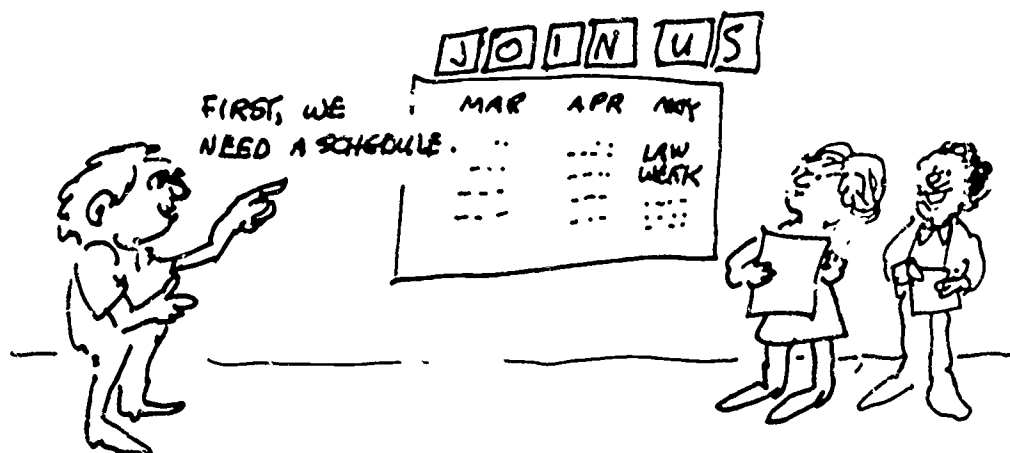 JOIN US
FIRST, WE
NEED A SCHEDULE.
MAR APR MAY
LAW
WEEK